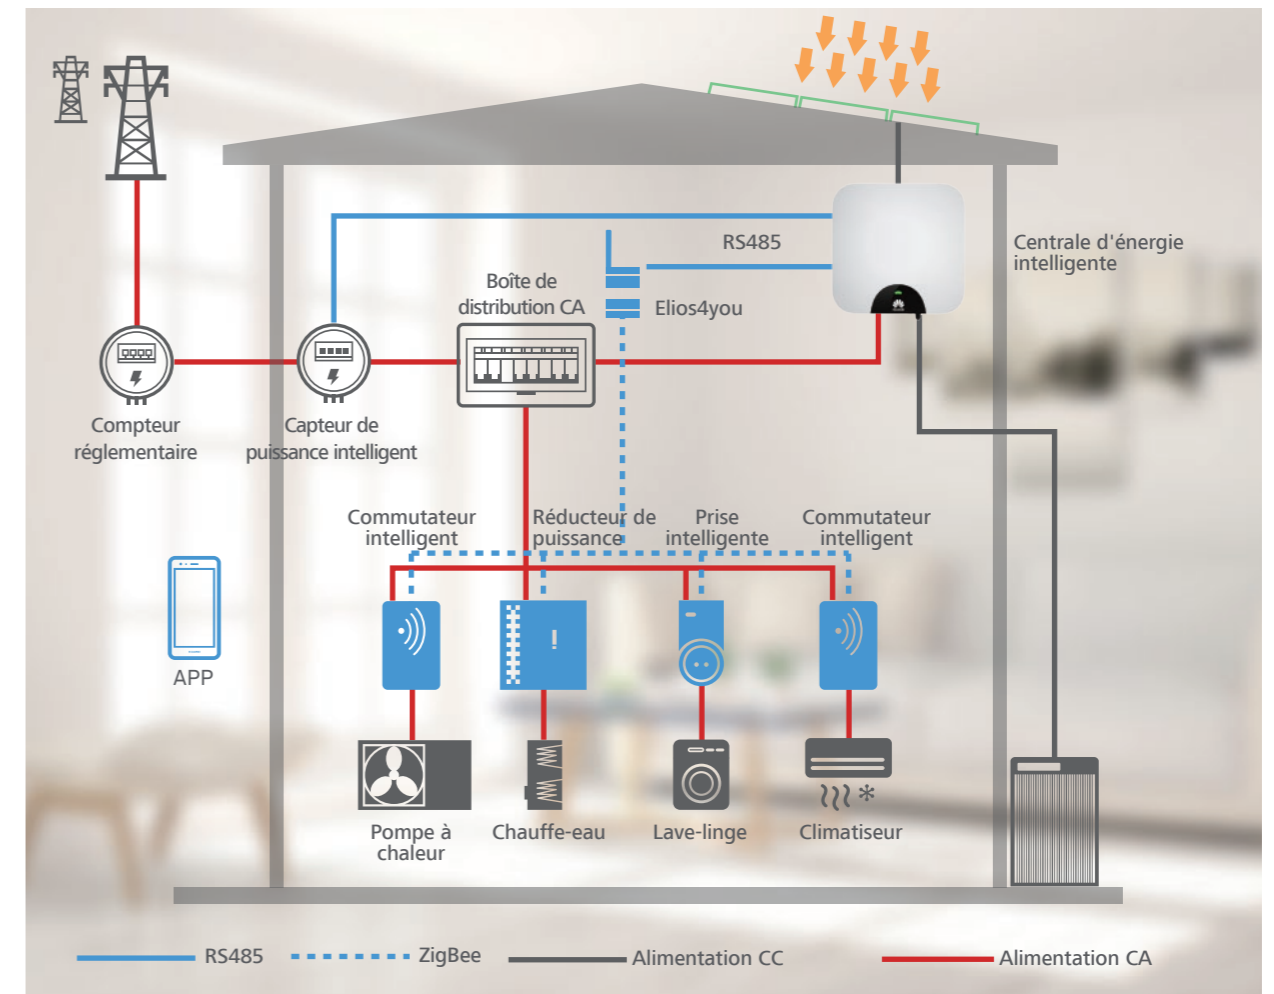 RS485
Centrale d'énergie
intelligente
Boîte de
distribution CA
Elios4you
Compteur
réglementaire
Capteur de
puissance intelligent
Commutateur
intelligent
Réducteur de
puissance
Prise
intelligente
Commutateur
intelligent
!
APP
Pompe à
chaleur
Chauffe-eau
Lave-linge
Climatiseur
RS485
ZigBee
Alimentation CC
Alimentation CA